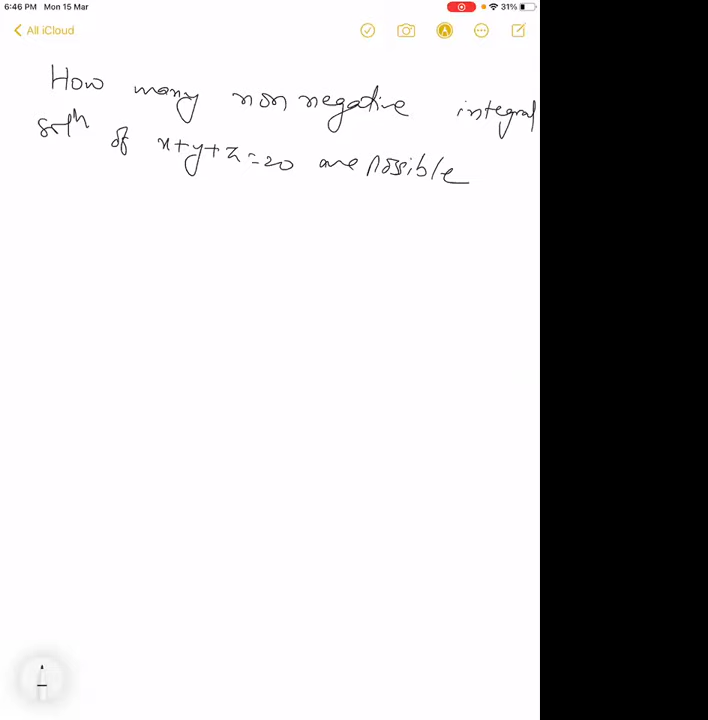 6:46 PM Mon 15 Mar 31%
All iCloud
How many non negative integral
soln of x+y+z=20 are possible